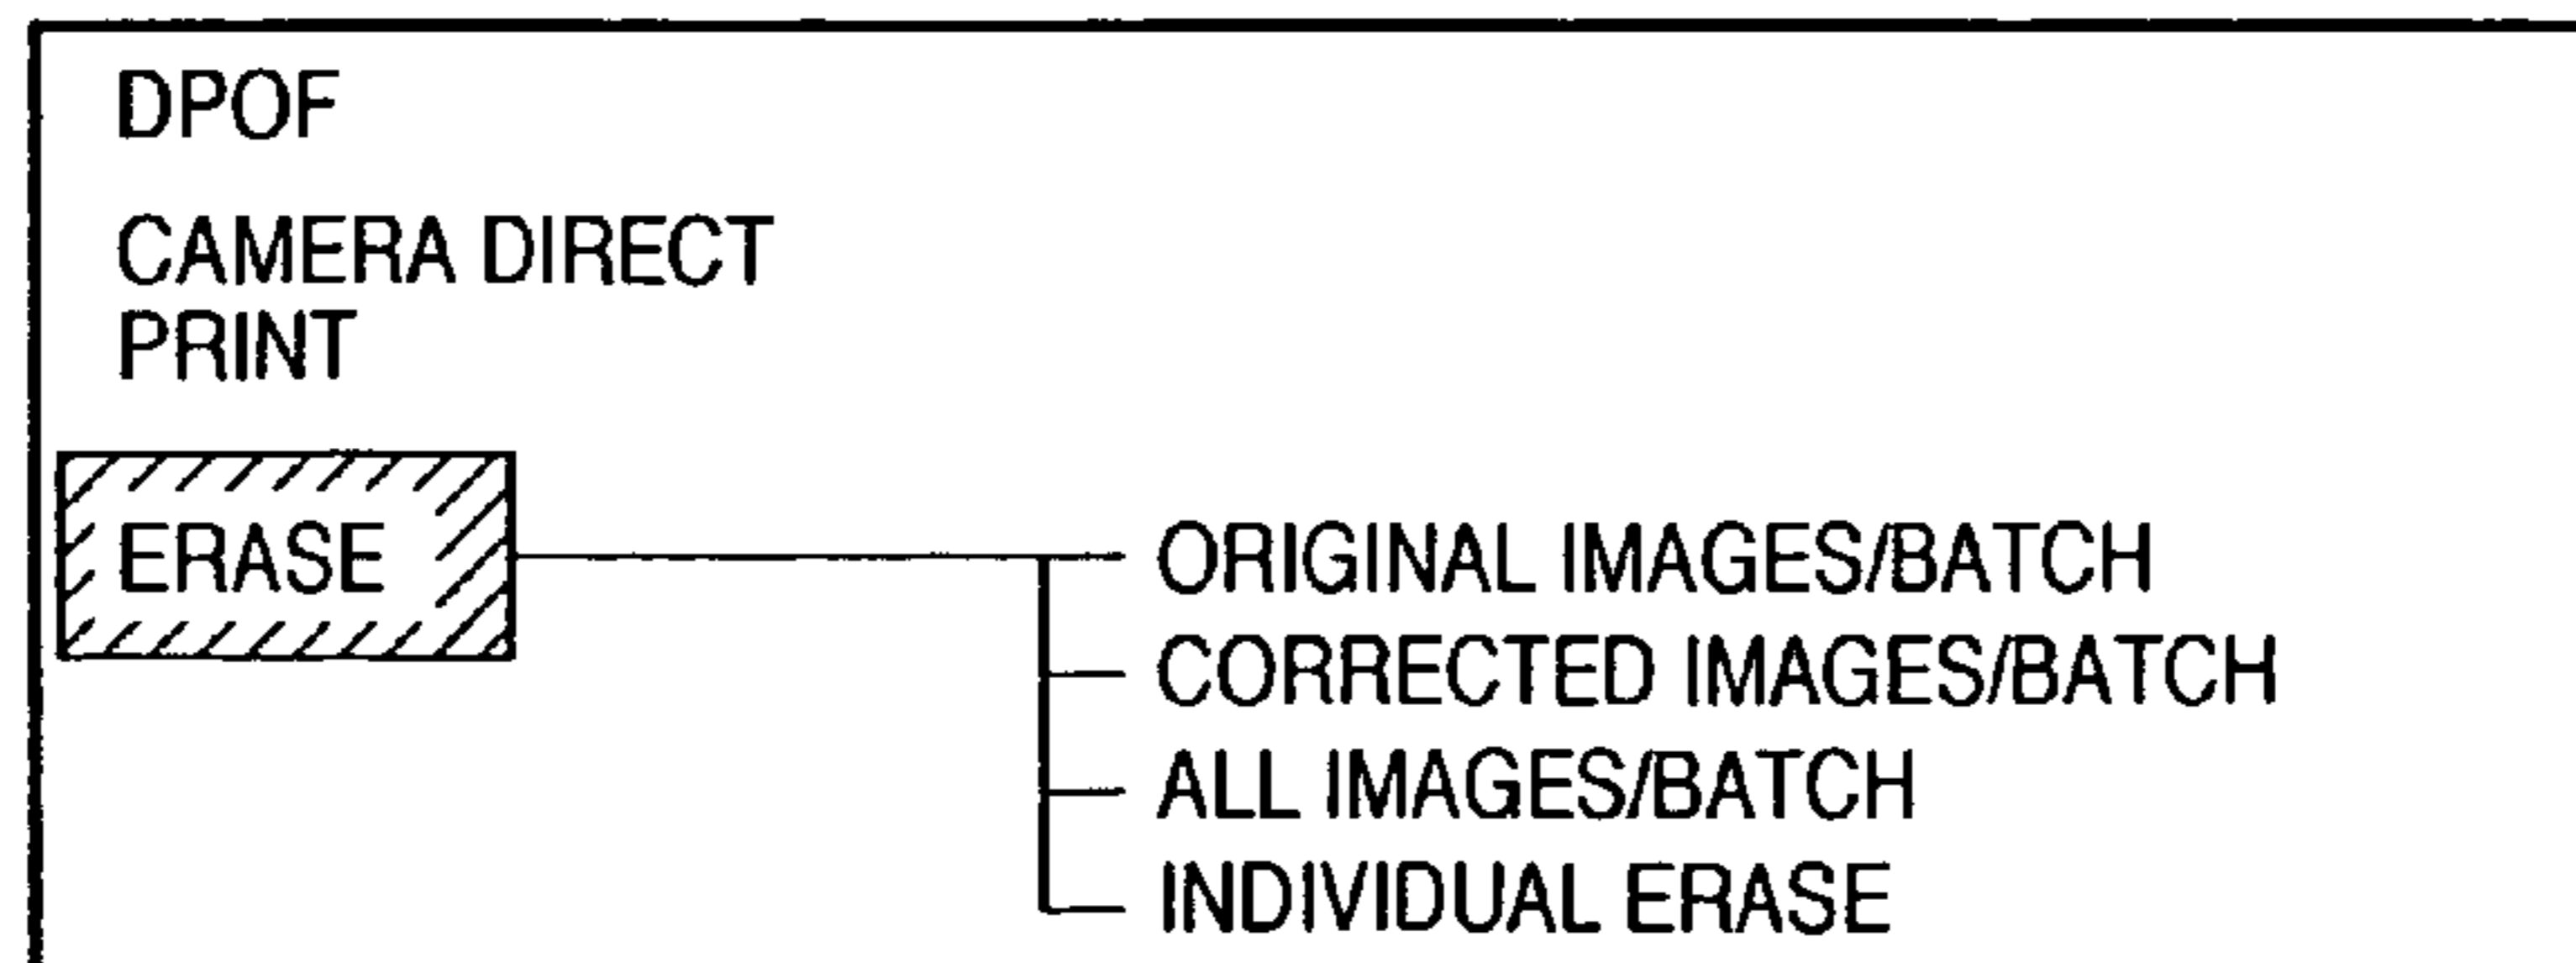 DPOF
CAMERA DIRECT
PRINT
ERASE
ORIGINAL IMAGES/BATCH
CORRECTED IMAGES/BATCH
ALL IMAGES/BATCH
INDIVIDUAL ERASE